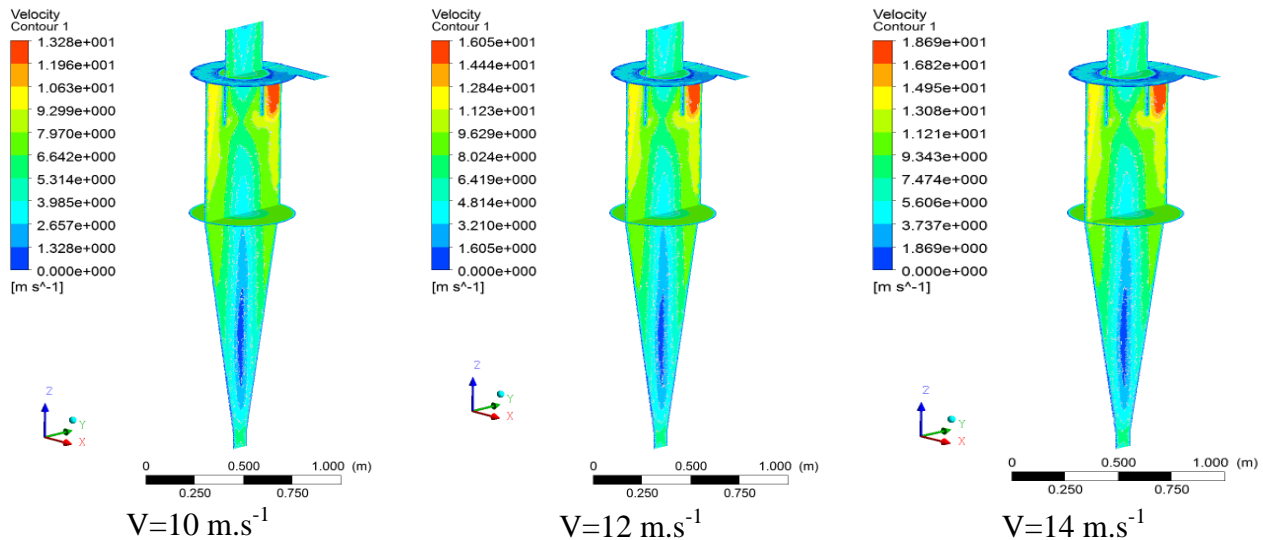 Velocity
Contour 1
1.328e+001
1.196e+001
1.063e+001
9.299e+000
7.970e+000
6.642e+000
5.314e+000
3.985e+000
2.657e+000
1.328e+000
0.000e+000
[m s^-1]
Z
Y
X
0 0.500 1.000 (m)
0.250 0.750
V=10 m.s⁻¹
Velocity
Contour 1
1.605e+001
1.444e+001
1.284e+001
1.123e+001
9.629e+000
8.024e+000
6.419e+000
4.814e+000
3.210e+000
1.605e+000
0.000e+000
[m s^-1]
Z
Y
X
0 0.500 1.000 (m)
0.250 0.750
V=12 m.s⁻¹
Velocity
Contour 1
1.869e+001
1.682e+001
1.495e+001
1.308e+001
1.121e+001
9.343e+000
7.474e+000
5.606e+000
3.737e+000
1.869e+000
0.000e+000
[m s^-1]
Z
Y
X
0 0.500 1.000 (m)
0.250 0.750
V=14 m.s⁻¹